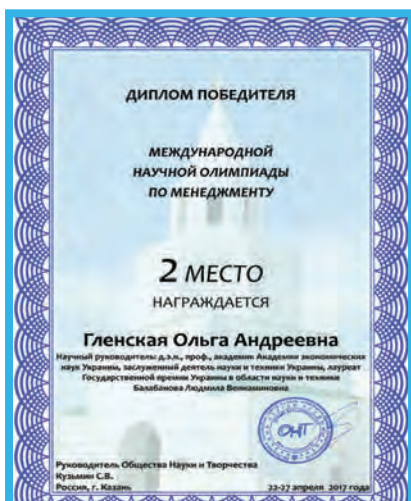 ДИПЛОМ ПОБЕДИТЕЛЯ
МЕЖДУНАРОДНОЙ
НАУЧНОЙ ОЛИМПИАДЫ
ПО МЕНЕДЖМЕНТУ
2 МЕСТО
НАГРАЖДАЕТСЯ
Гленская Ольга Андреевна
Научный руководитель: д.э.н., проф., академик Академии экономических
наук Украины, заслуженный деятель науки и техники Украины, лауреат
Государственной премии Украины в области науки и техники
Балабанова Людмила Вениаминовна
ОНТ
Руководитель Общества Науки и Творчества
Кузьмин С.В.
Россия, г. Казань
22-27 апреля 2017 года